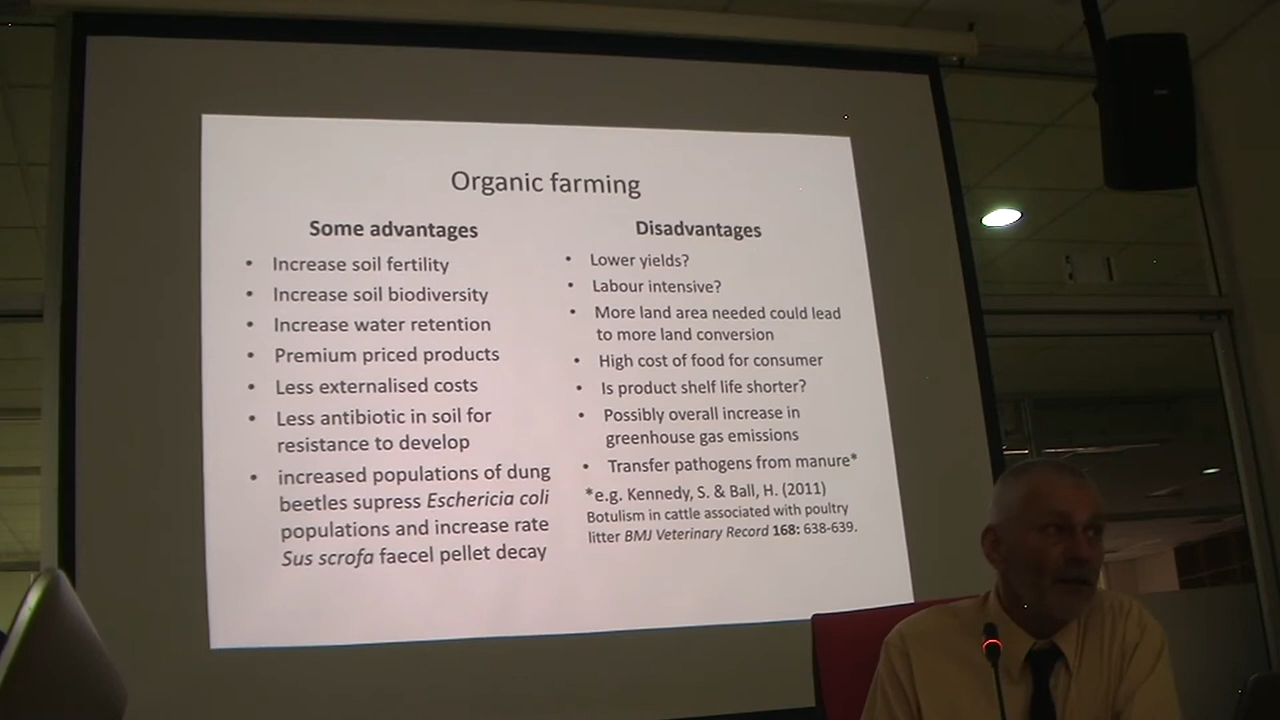 Organic farming
Some advantages
• Increase soil fertility
• Increase soil biodiversity
• Increase water retention
• Premium priced products
• Less externalised costs
• Less antibiotic in soil for
resistance to develop
• increased populations of dung
beetles supress Eschericia coli
populations and increase rate
Sus scrofa faecel pellet decay
Disadvantages
• Lower yields?
• Labour intensive?
• More land area needed could lead
to more land conversion
• High cost of food for consumer
• Is product shelf life shorter?
• Possibly overall increase in
greenhouse gas emissions
• Transfer pathogens from manure*
*e.g. Kennedy, S. & Ball, H. (2011)
Botulism in cattle associated with poultry
litter BMJ Veterinary Record 168: 638-639.